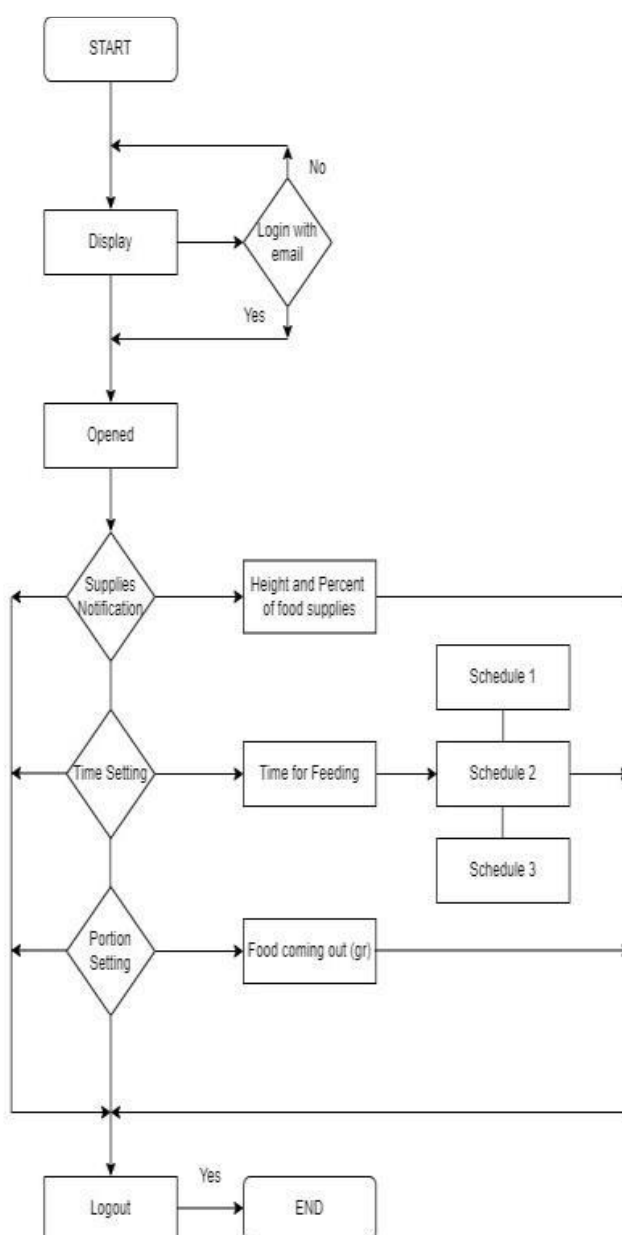 START
No
Login with
email
Display
Yes
Opened
Supplies
Notification
Height and Percent
of food supplies
Schedule 1
Time Setting
Time for Feeding
Schedule 2
Schedule 3
Portion
Setting
Food coming out (gr)
Logout
Yes
END